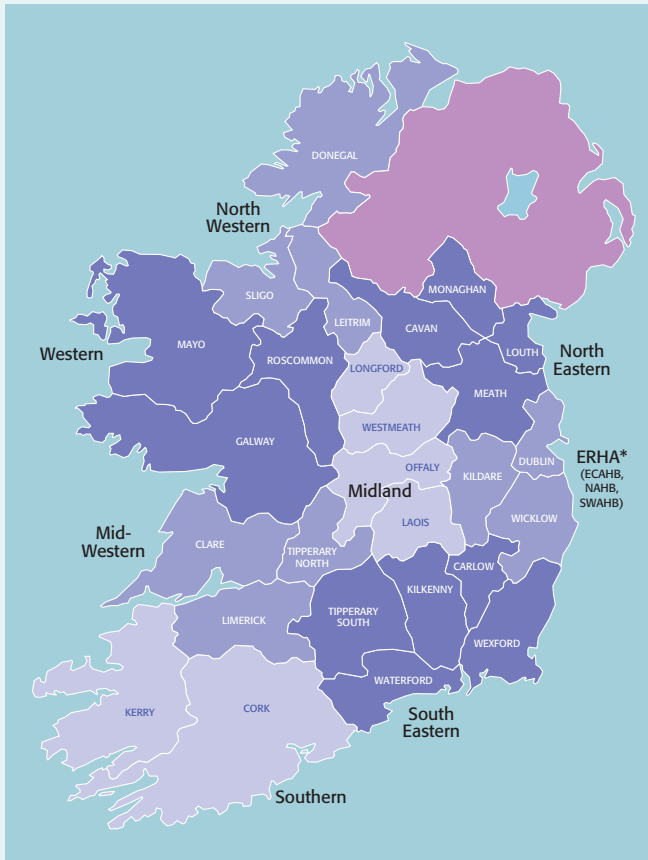 DONEGAL
North
Western
SLIGO
LEITRIM
MONAGHAN
CAVAN
LOUTH
North
Eastern
Western
MAYO
ROSCOMMON
LONGFORD
MEATH
WESTMEATH
GALWAY
OFFALY
KILDARE
DUBLIN
ERHA*
(ECAHB,
NAHB,
SWAHB)
Midland
LAOIS
WICKLOW
Mid-
Western
CLARE
TIPPERARY
NORTH
CARLOW
KILKENNY
LIMERICK
TIPPERARY
SOUTH
WEXFORD
WATERFORD
KERRY
CORK
South
Eastern
Southern